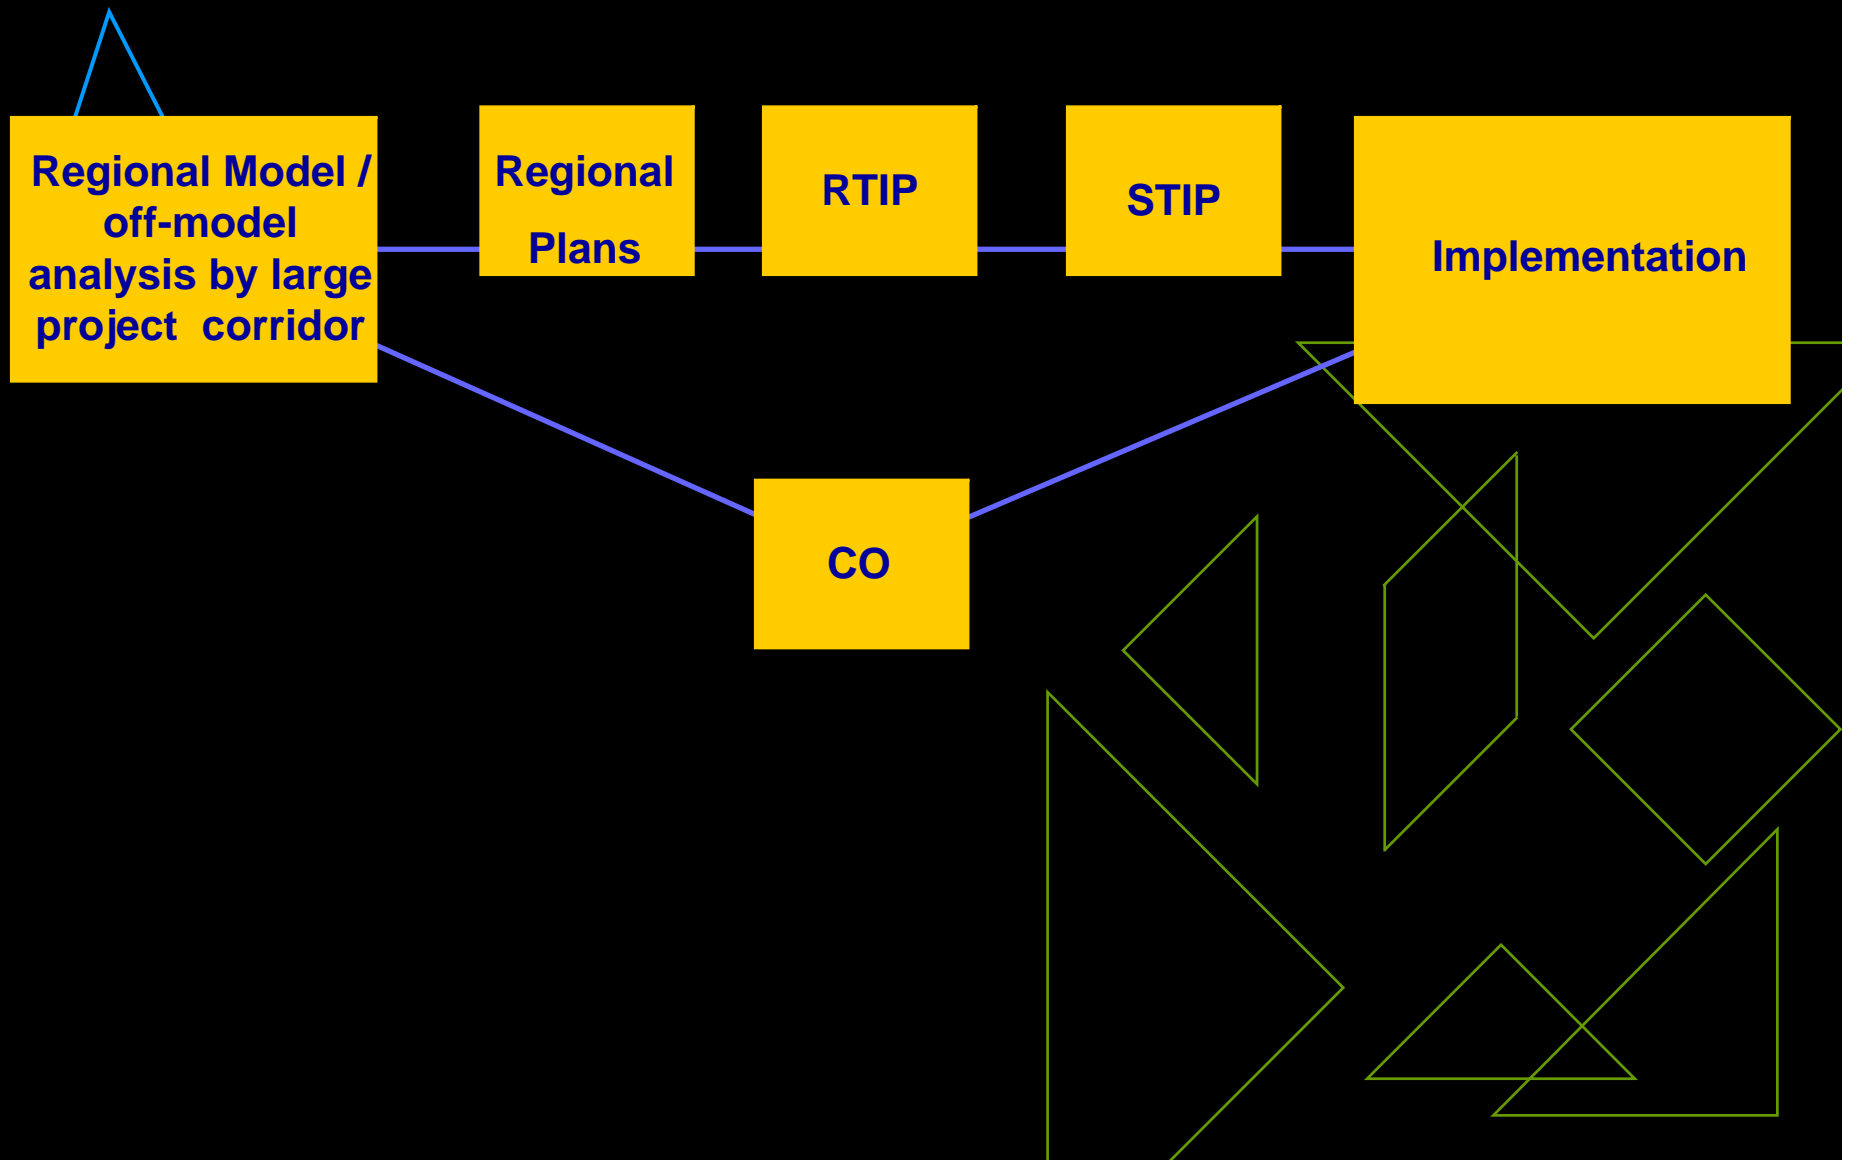 Regional Model /
off-model
analysis by large
project corridor
Regional
Plans
RTIP
STIP
Implementation
CO